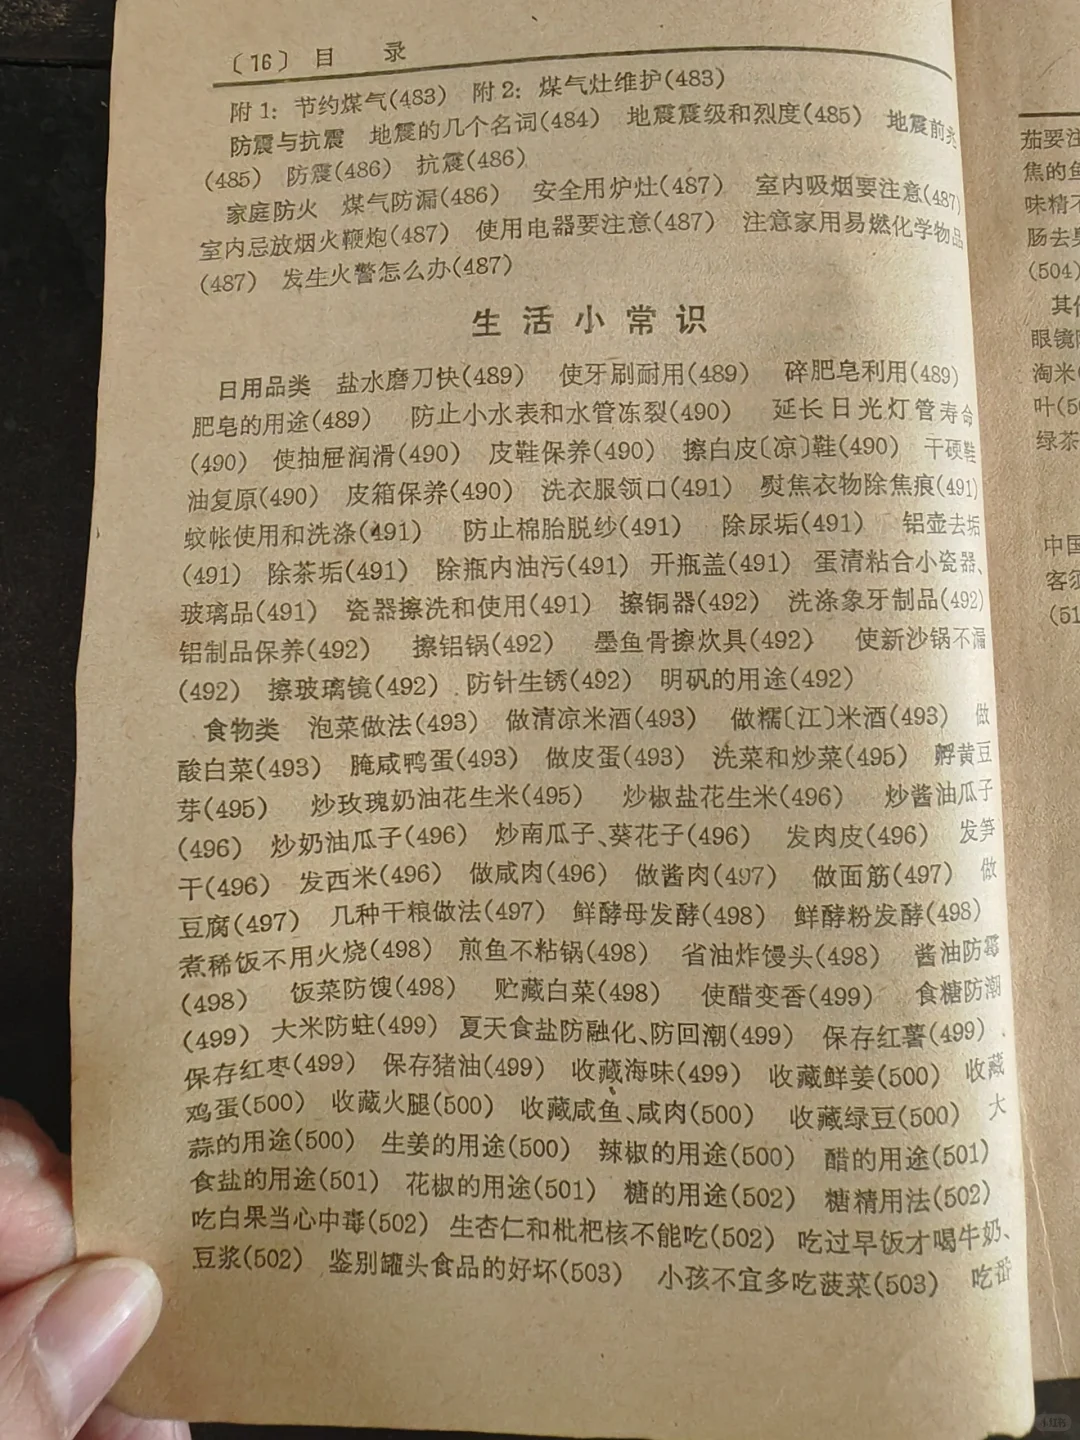 〔16〕 目 录
附1：节约煤气(483) 附2：煤气灶维护(483)
防震与抗震 地震的几个名词(484) 地震震级和烈度(485) 地震前兆
(485) 防震(486) 抗震(486)
家庭防火 煤气防漏(486) 安全用炉灶(487) 室内吸烟要注意(487)
室内忌放烟火鞭炮(487) 使用电器要注意(487) 注意家用易燃化学物品
(487) 发生火警怎么办(487)
生活小常识
日用品类 盐水磨刀快(489) 使牙刷耐用(489) 碎肥皂利用(489)
肥皂的用途(489) 防止小水表和水管冻裂(490) 延长日光灯管寿命
(490) 使抽屉润滑(490) 皮鞋保养(490) 擦白皮〔凉〕鞋(490) 干硬鞋
油复原(490) 皮箱保养(490) 洗衣服领口(491) 熨焦衣物除焦痕(491)
蚊帐使用和洗涤(491) 防止棉胎脱纱(491) 除尿垢(491) 铝壶去垢
(491) 除茶垢(491) 除瓶内油污(491) 开瓶盖(491) 蛋清粘合小瓷器、
玻璃品(491) 瓷器擦洗和使用(491) 擦铜器(492) 洗涤象牙制品(492)
铝制品保养(492) 擦铝锅(492) 墨鱼骨擦炊具(492) 使新沙锅不漏
(492) 擦玻璃镜(492) 防针生锈(492) 明矾的用途(492)
食物类 泡菜做法(493) 做清凉米酒(493) 做糯〔江〕米酒(493) 做
酸白菜(493) 腌咸鸭蛋(493) 做皮蛋(493) 洗菜和炒菜(495) 孵黄豆
芽(495) 炒玫瑰奶油花生米(495) 炒椒盐花生米(496) 炒酱油瓜子
(496) 炒奶油瓜子(496) 炒南瓜子、葵花子(496) 发肉皮(496) 发笋
干(496) 发西米(496) 做咸肉(496) 做酱肉(497) 做面筋(497) 做
豆腐(497) 几种干粮做法(497) 鲜酵母发酵(498) 鲜酵粉发酵(498)
煮稀饭不用火烧(498) 煎鱼不粘锅(498) 省油炸馒头(498) 酱油防霉
(498) 饭菜防馊(498) 贮藏白菜(498) 使醋变香(499) 食糖防潮
(499) 大米防蛀(499) 夏天食盐防融化、防回潮(499) 保存红薯(499)
保存红枣(499) 保存猪油(499) 收藏海味(499) 收藏鲜姜(500) 收藏
鸡蛋(500) 收藏火腿(500) 收藏咸鱼、咸肉(500) 收藏绿豆(500) 大
蒜的用途(500) 生姜的用途(500) 辣椒的用途(500) 醋的用途(501)
食盐的用途(501) 花椒的用途(501) 糖的用途(502) 糖精用法(502)
吃白果当心中毒(502) 生杏仁和枇杷核不能吃(502) 吃过早饭才喝牛奶、
豆浆(502) 鉴别罐头食品的好坏(503) 小孩不宜多吃菠菜(503) 吃番
茄要注
焦的鱼
味精不
肠去臭
(504)
其他
眼镜防
淘米
叶(50
绿茶
中国
客须
(51